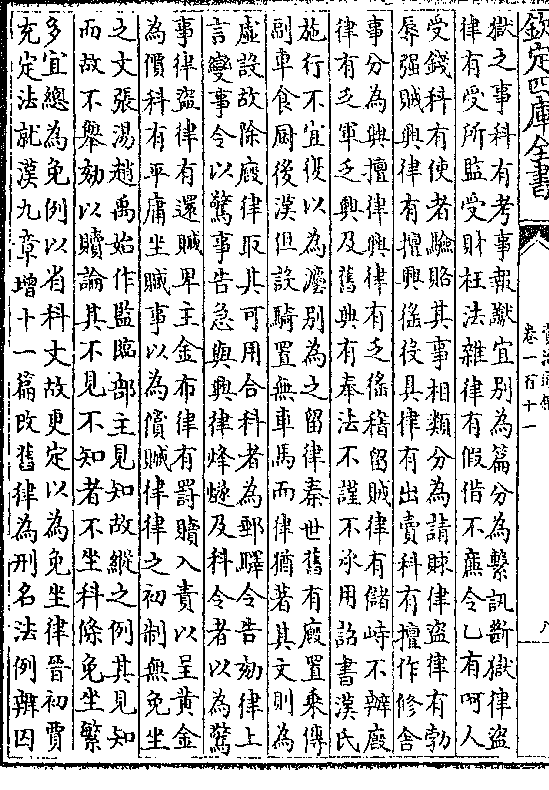 欽定四庫全書
資治通鑑
卷一百十一
八
獄之事科有考事報讞宜别為篇分為繫訊斷獄律盜
律有受所監受財枉法雜律有假借不廉令乙有呵人
受錢科有使者驗賂其事相類分為請賕律盜律有勃
辱强賊興律有擅興徭役具律有出賣科有擅作修舍
事分為興擅律興律有乏徭稽留賊律有儲峙不辦廐
律有乏軍乏興及舊典有奉法不謹不承用詔書漢氏
施行不宜復以為灋别為之留律秦世舊有廐置乘傳
副車食厨後漢但設騎置無車馬而律猶著其文則為
虛設故除廐律取其可用合科者為郵驛令告劾律上
言變事令以驚事告急與興律烽燧及科令者以為驚
事律盜律有還贓畀主金布律有罰贖入責以呈黃金
為價科有平庸坐贓事以為償贓律律之初制無免坐
之文張湯趙禹始作監臨部主見知故縱之例其見知
而故不舉劾以贖論其不見不知者不坐科條免坐繁
多宜總為免例以省科文故更定以為免坐律晉初賈
充定法就漢九章增十一篇改舊律為刑名法例辨囚